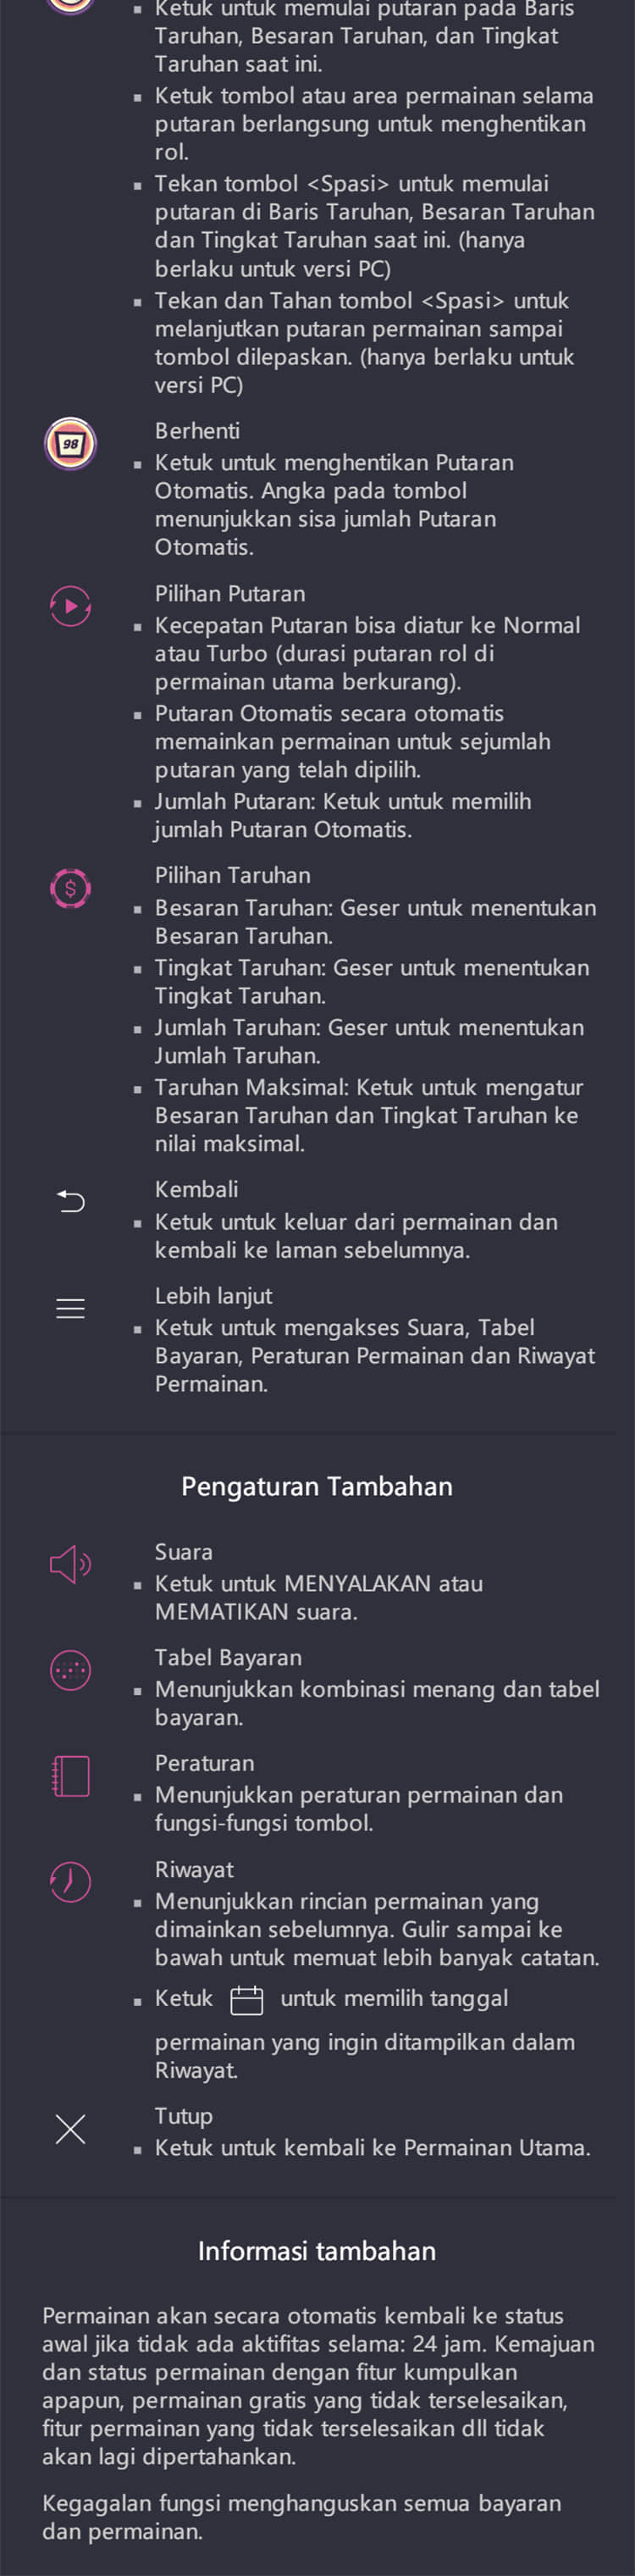 Ketuk untuk memulai putaran pada Baris
Taruhan, Besaran Taruhan, dan Tingkat
Taruhan saat ini.
Ketuk tombol atau area permainan selama
putaran berlangsung untuk menghentikan
rol.
Tekan tombol <Spasi> untuk memulai
putaran di Baris Taruhan, Besaran Taruhan
dan Tingkat Taruhan saat ini. (hanya
berlaku untuk versi PC)
Tekan dan Tahan tombol <Spasi> untuk
melanjutkan putaran permainan sampai
tombol dilepaskan. (hanya berlaku untuk
versi PC)
98
Berhenti
Ketuk untuk menghentikan Putaran
Otomatis. Angka pada tombol
menunjukkan sisa jumlah Putaran
Otomatis.
Pilihan Putaran
Kecepatan Putaran bisa diatur ke Normal
atau Turbo (durasi putaran rol di
permainan utama berkurang).
Putaran Otomatis secara otomatis
memainkan permainan untuk sejumlah
putaran yang telah dipilih.
Jumlah Putaran: Ketuk untuk memilih
jumlah Putaran Otomatis.
$
Pilihan Taruhan
Besaran Taruhan: Geser untuk menentukan
Besaran Taruhan.
Tingkat Taruhan: Geser untuk menentukan
Tingkat Taruhan.
Jumlah Taruhan: Geser untuk menentukan
Jumlah Taruhan.
Taruhan Maksimal: Ketuk untuk mengatur
Besaran Taruhan dan Tingkat Taruhan ke
nilai maksimal.
Kembali
Ketuk untuk keluar dari permainan dan
kembali ke laman sebelumnya.
Lebih lanjut
Ketuk untuk mengakses Suara, Tabel
Bayaran, Peraturan Permainan dan Riwayat
Permainan.
Pengaturan Tambahan
Suara
Ketuk untuk MENYALAKAN atau
MEMATIKAN suara.
Tabel Bayaran
Menunjukkan kombinasi menang dan tabel
bayaran.
Peraturan
Menunjukkan peraturan permainan dan
fungsi-fungsi tombol.
Riwayat
Menunjukkan rincian permainan yang
dimainkan sebelumnya. Gulir sampai ke
bawah untuk memuat lebih banyak catatan.
Ketuk untuk memilih tanggal
permainan yang ingin ditampilkan dalam
Riwayat.
Tutup
Ketuk untuk kembali ke Permainan Utama.
Informasi tambahan
Permainan akan secara otomatis kembali ke status
awal jika tidak ada aktifitas selama: 24 jam. Kemajuan
dan status permainan dengan fitur kumpulkan
apapun, permainan gratis yang tidak terselesaikan,
fitur permainan yang tidak terselesaikan dll tidak
akan lagi dipertahankan.
Kegagalan fungsi menghanguskan semua bayaran
dan permainan.